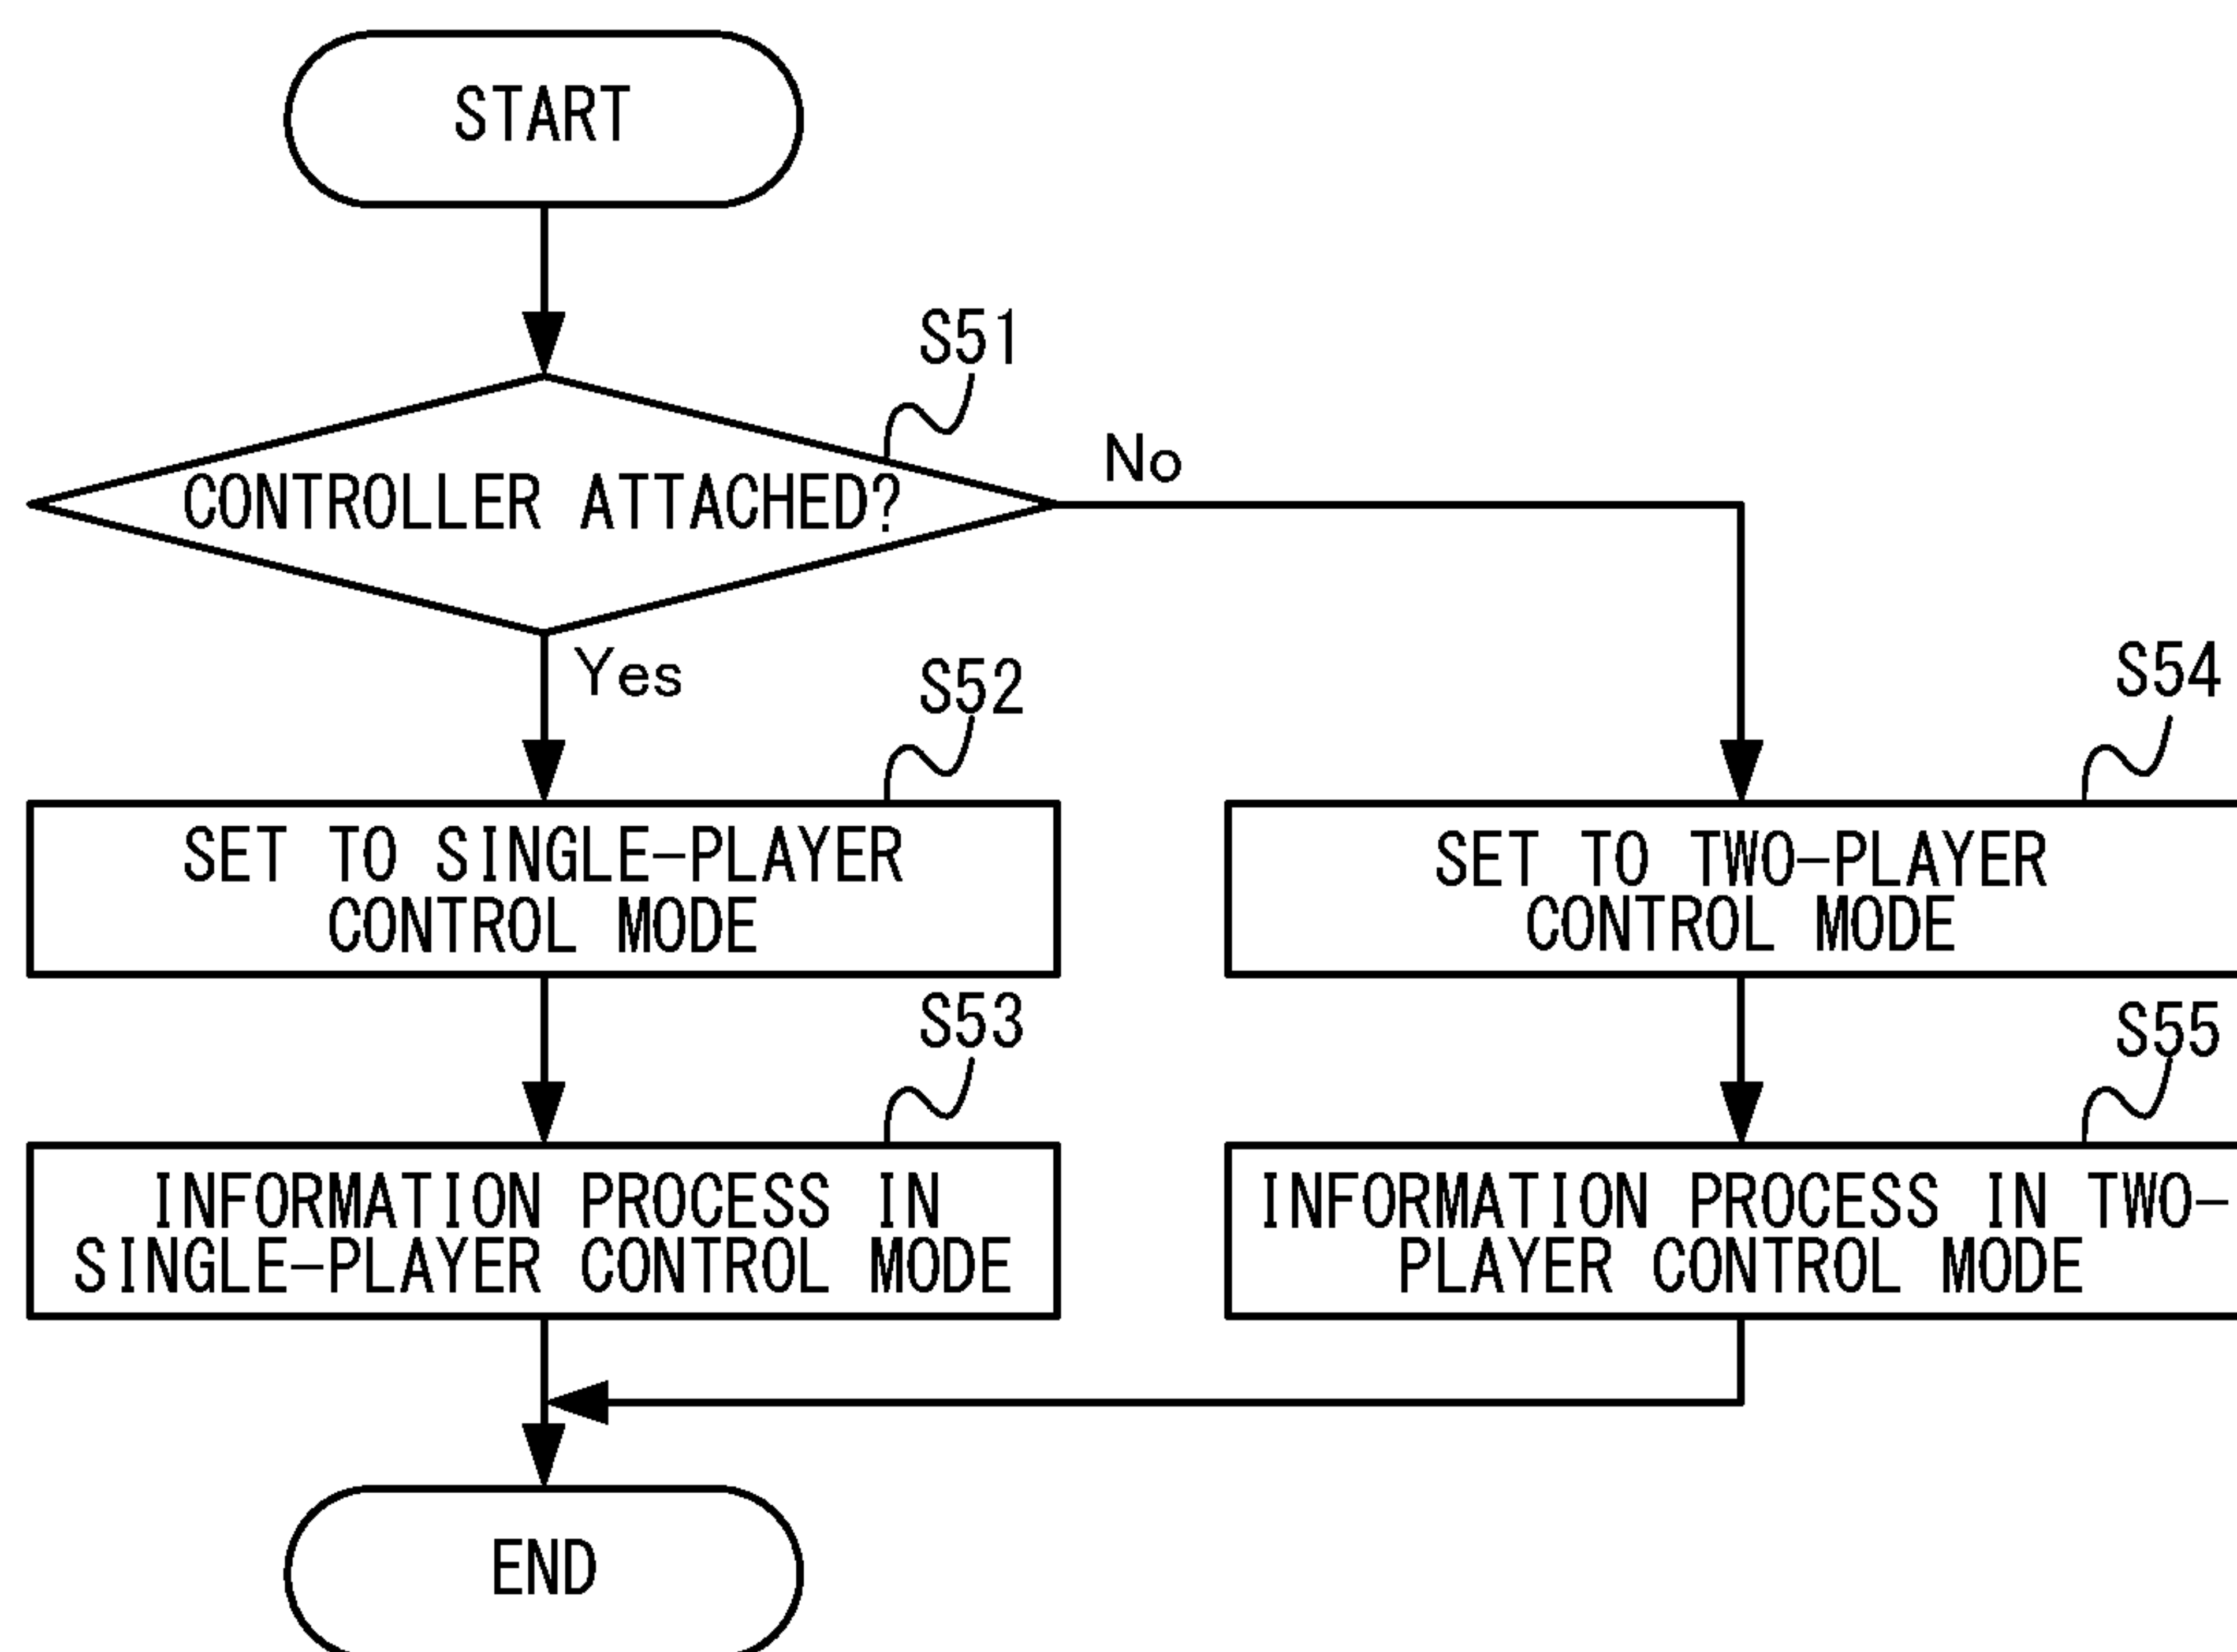 START
S51
CONTROLLER ATTACHED?
No
Yes
S52
SET TO SINGLE-PLAYER
CONTROL MODE
S53
INFORMATION PROCESS IN
SINGLE-PLAYER CONTROL MODE
S54
SET TO TWO-PLAYER
CONTROL MODE
S55
INFORMATION PROCESS IN TWO-
PLAYER CONTROL MODE
END